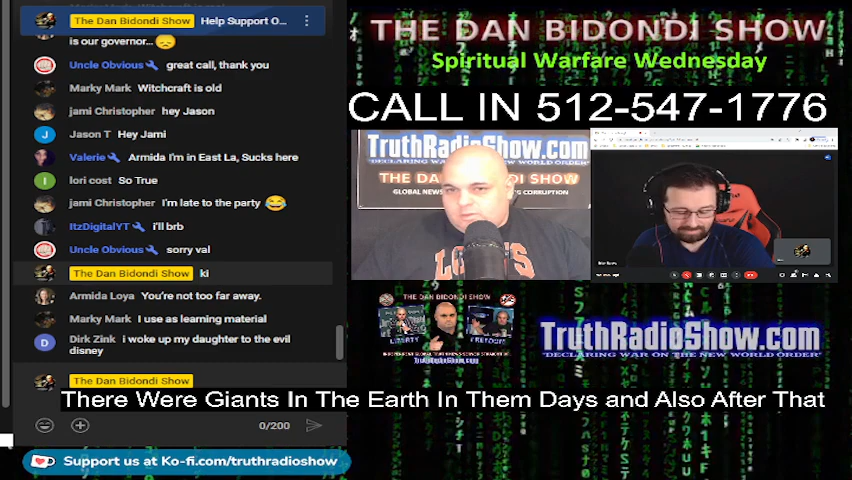 The Dan Bidondi Show Help Support O...
is our governor...
Uncle Obvious great call, thank you
Marky Mark Witchcraft is old
jami Christopher hey Jason
J Jason T Hey Jami
Valerie Armida I'm in East La, Sucks here
l lori cost So True
jami Christopher I'm late to the party
ItzDigitalYT i'll brb
Uncle Obvious sorry val
The Dan Bidondi Show ki
Armida Loya You're not too far away.
Marky Mark I use as learning material
D Dirk Zink i woke up my daughter to the evil
disney
The Dan Bidondi Show
0/200
Support us at Ko-fi.com/truthradioshow
THE DAN BIDONDI SHOW
Spiritual Warfare Wednesday
CALL IN 512-547-1776
TruthRadioShow.com
"DECLARING WAR ON THE NEW WORLD ORDER"
THE DAN BIDONDI SHOW
GLOBAL NEWS
CORRUPTION
THE DAN BIDONDI SHOW
LIBERTY
FREEDOM
TruthRadioShow.com
TruthRadioShow.com
"DECLARING WAR ON THE NEW WORLD ORDER"
There Were Giants In The Earth In Them Days and Also After That